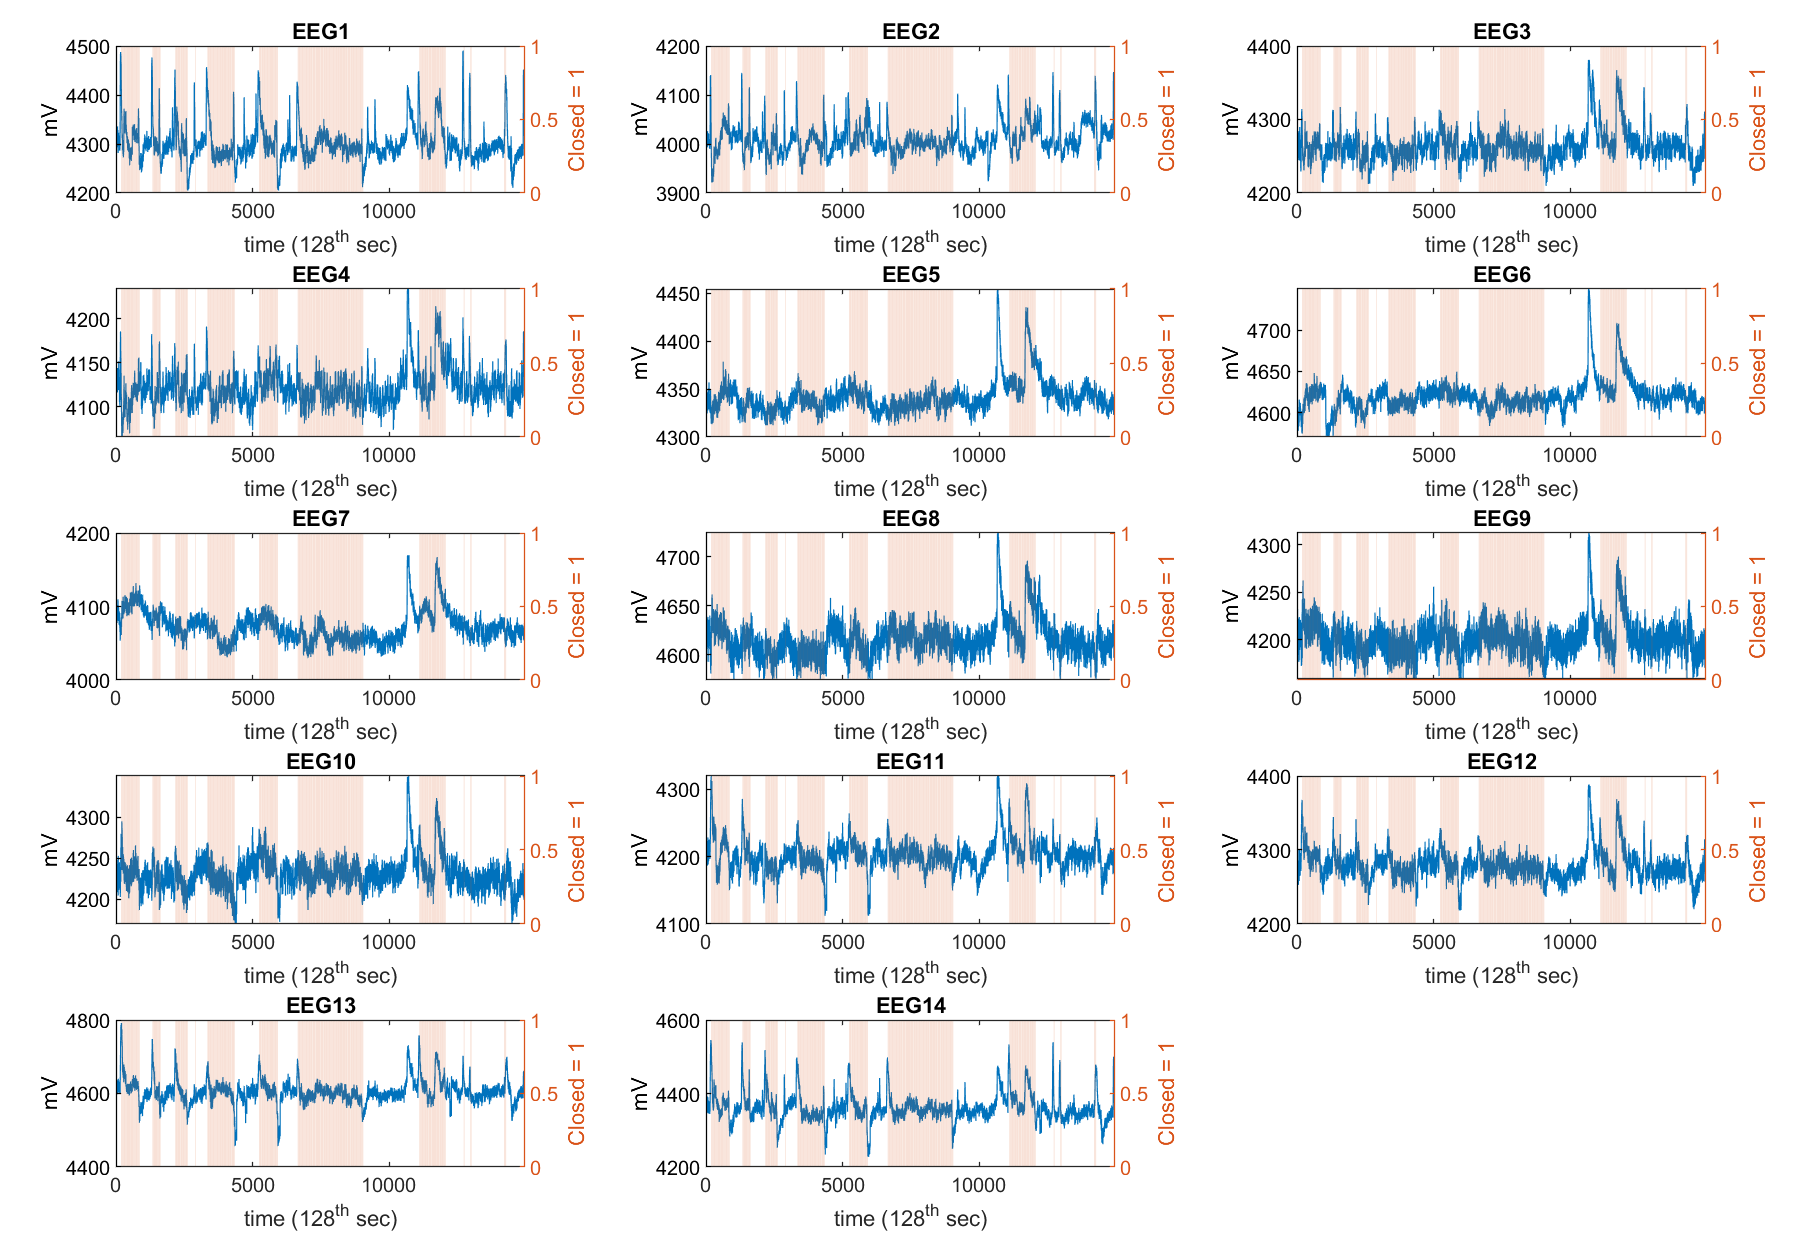 EEG1
4500
4400
4300
4200
mV
0
5000
10000
time (128th sec)
1
0.5
0
Closed = 1
EEG2
4200
4100
4000
3900
mV
0
5000
10000
time (128th sec)
1
0.5
0
Closed = 1
EEG3
4400
4300
4200
mV
0
5000
10000
time (128th sec)
1
0.5
0
Closed = 1
EEG4
4200
4150
4100
mV
0
5000
10000
time (128th sec)
1
0.5
0
Closed = 1
EEG5
4450
4400
4350
4300
mV
0
5000
10000
time (128th sec)
1
0.5
0
Closed = 1
EEG6
4700
4650
4600
mV
0
5000
10000
time (128th sec)
1
0.5
0
Closed = 1
EEG7
4200
4100
4000
mV
0
5000
10000
time (128th sec)
1
0.5
0
Closed = 1
EEG8
4700
4650
4600
mV
0
5000
10000
time (128th sec)
1
0.5
0
Closed = 1
EEG9
4300
4250
4200
mV
0
5000
10000
time (128th sec)
1
0.5
0
Closed = 1
EEG10
4300
4250
4200
mV
0
5000
10000
time (128th sec)
1
0.5
0
Closed = 1
EEG11
4300
4200
4100
mV
0
5000
10000
time (128th sec)
1
0.5
0
Closed = 1
EEG12
4400
4300
4200
mV
0
5000
10000
time (128th sec)
1
0.5
0
Closed = 1
EEG13
4800
4600
4400
mV
0
5000
10000
time (128th sec)
1
0.5
0
Closed = 1
EEG14
4600
4400
4200
mV
0
5000
10000
time (128th sec)
1
0.5
0
Closed = 1